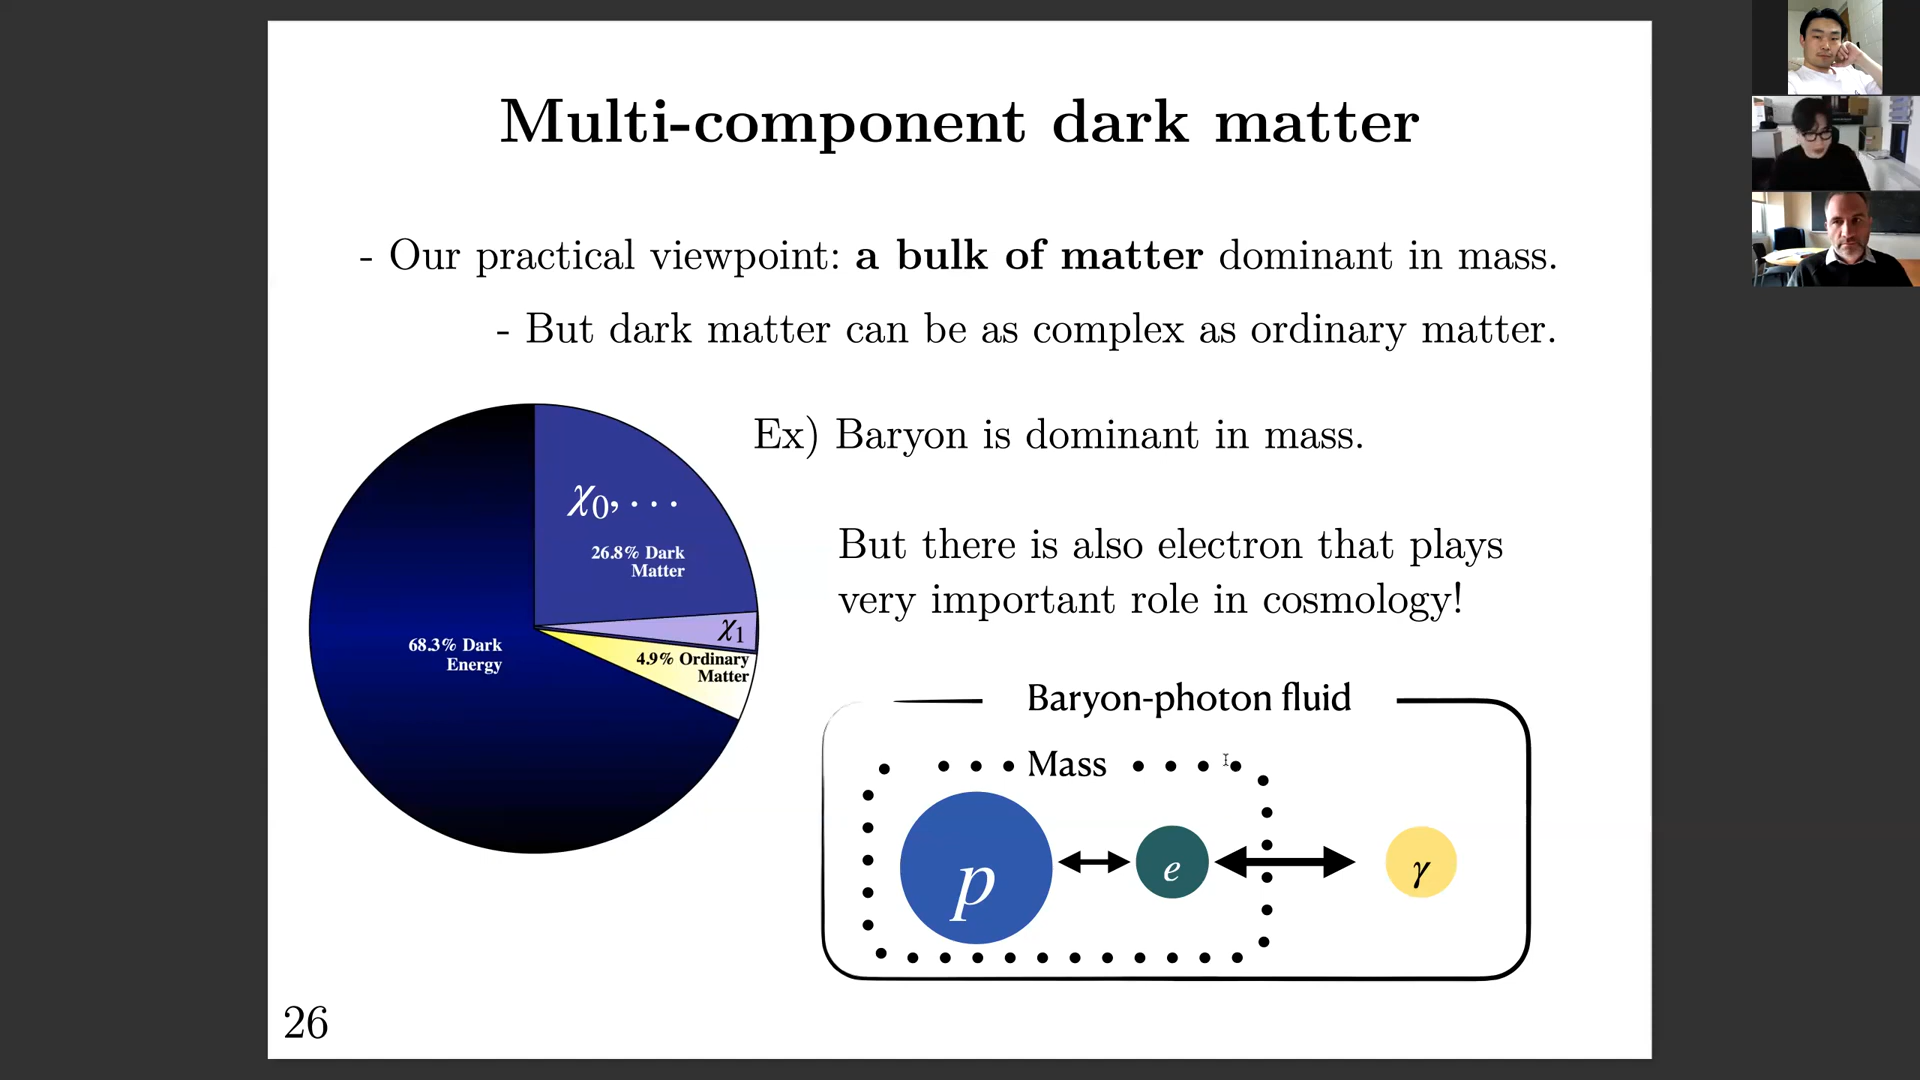 Multi-component dark matter
- Our practical viewpoint: a bulk of matter dominant in mass.
- But dark matter can be as complex as ordinary matter.
Ex) Baryon is dominant in mass.
But there is also electron that plays
very important role in cosmology!
χ₀, · · ·
26.8% Dark
Matter
χ₁
4.9% Ordinary
Matter
68.3% Dark
Energy
Baryon-photon fluid
Mass
p
e
γ
26